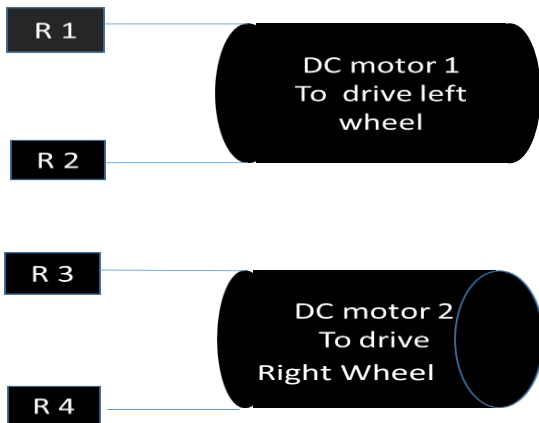 R 1
DC motor 1
To drive left
wheel
R 2
R 3
DC motor 2
To drive
Right Wheel
R 4